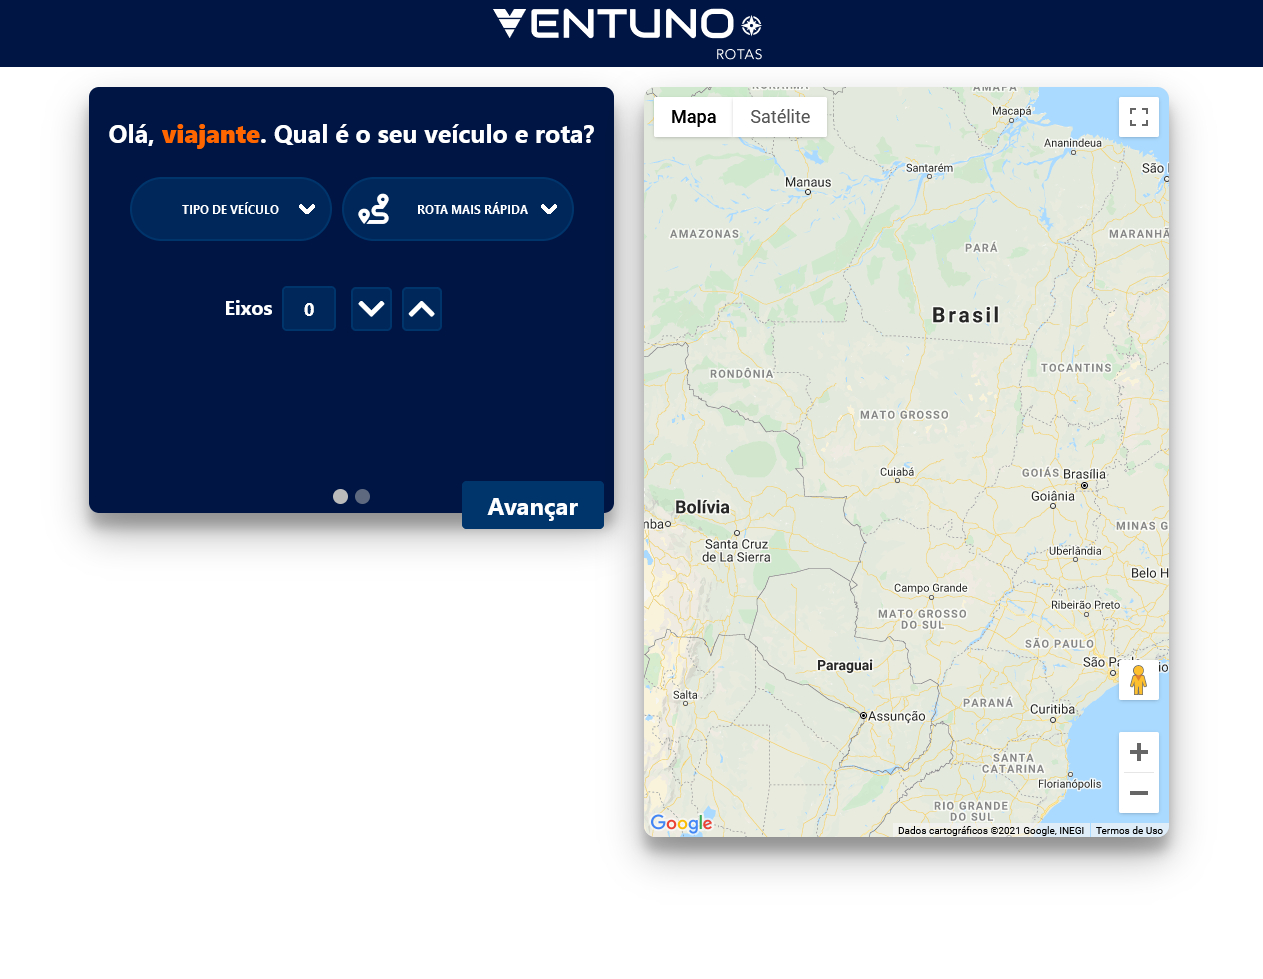 VENTUNO
ROTAS
Olá, viajante. Qual é o seu veículo e rota?
TIPO DE VEÍCULO
ROTA MAIS RÁPIDA
Eixos 0
Avançar
Mapa Satélite
RORAIMA
AMAPÁ
Macapá
Ananindeua
Santarém
São
Manaus
AMAZONAS
PARÁ
MARANHÃ
Brasil
RONDÔNIA
TOCANTINS
MATO GROSSO
Cuiabá
GOIÁS Brasília
Goiânia
Bolívia
mba
MINAS G
Santa Cruz
de La Sierra
Uberlândia
Belo H
Campo Grande
Ribeirão Preto
MATO GROSSO
DO SUL
SÃO PAULO
Paraguai
São P
Salta
PARANÁ
Curitiba
Assunção
SANTA
CATARINA
Florianópolis
RIO GRANDE
DO SUL
Google
Dados cartográficos ©2021 Google, INEGI Termos de Uso